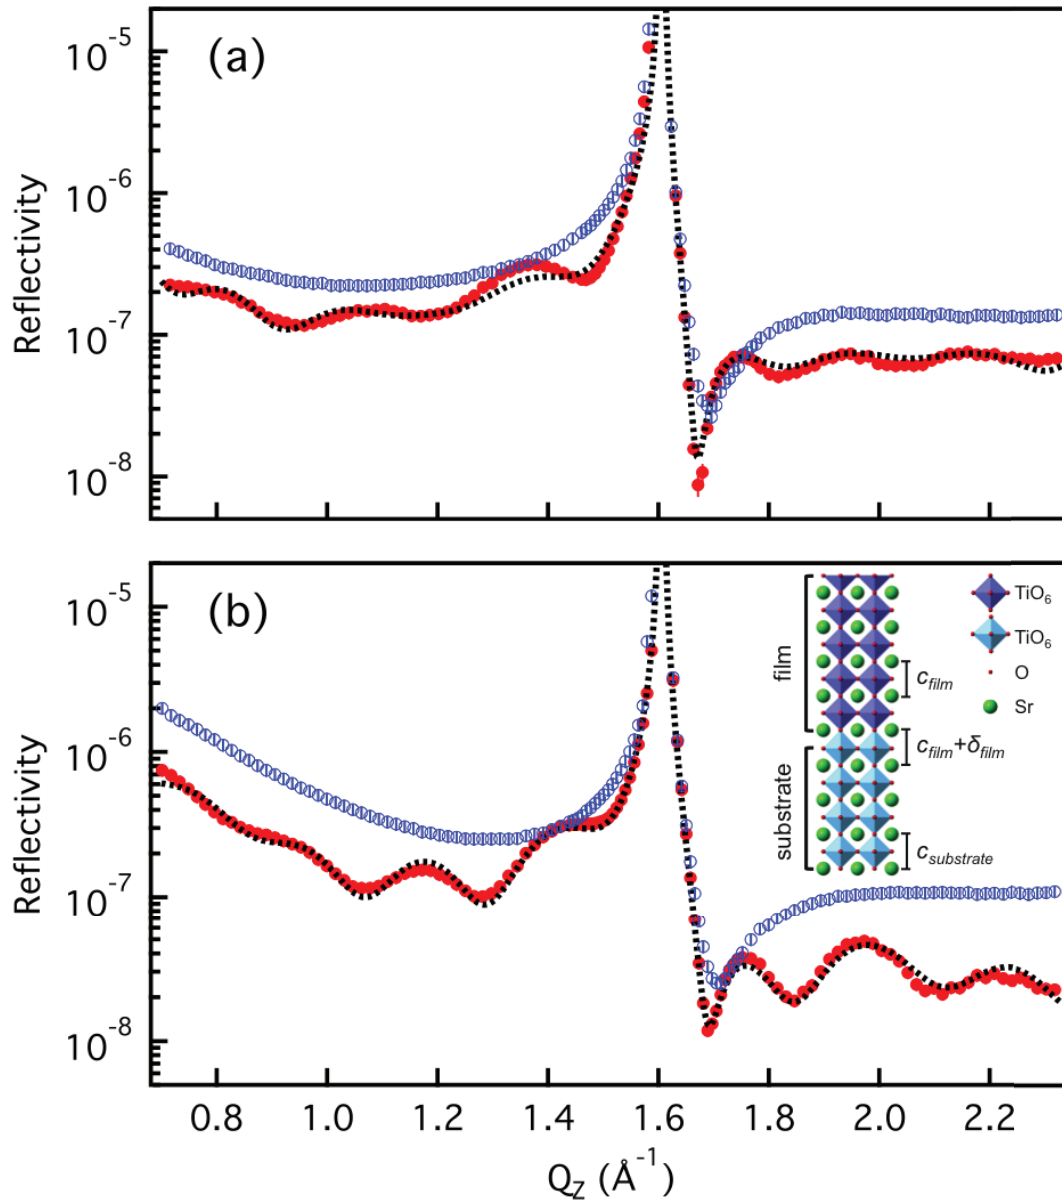 (a)
10⁻⁵
10⁻⁶
10⁻⁷
10⁻⁸
Reflectivity
(b)
10⁻⁵
10⁻⁶
10⁻⁷
10⁻⁸
Reflectivity
film
substrate
c_film
c_film+δ_film
c_substrate
TiO₆
TiO₆
O
Sr
0.8 1.0 1.2 1.4 1.6 1.8 2.0 2.2
Q_Z (Å⁻¹)